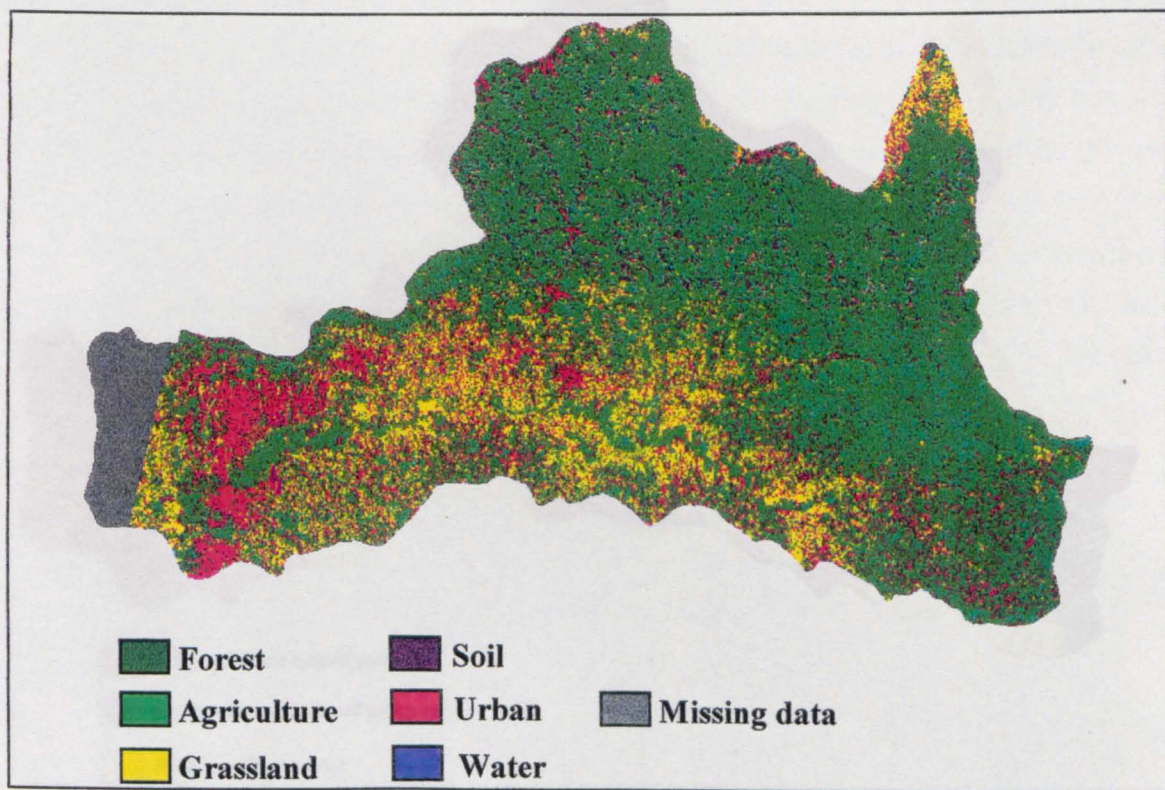 Forest
Agriculture
Grassland
Soil
Urban
Water
Missing data